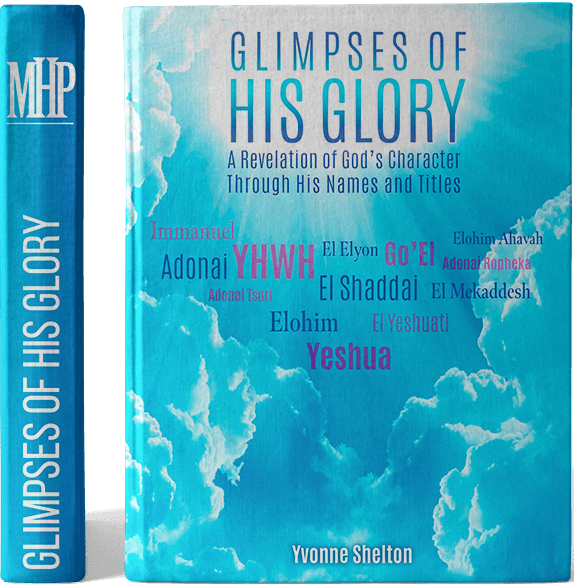 MHP
GLIMPSES OF HIS GLORY
GLIMPSES OF
HIS GLORY
A Revelation of God's Character
Through His Names and Titles
Immanuel
Adonai YHWH El Elyon Go'El Elohim Ahavah
Adonai Ropheka
Adonai Tsuri El Shaddai El Mekaddesh
Elohim El Yeshuati
Yeshua
Yvonne Shelton